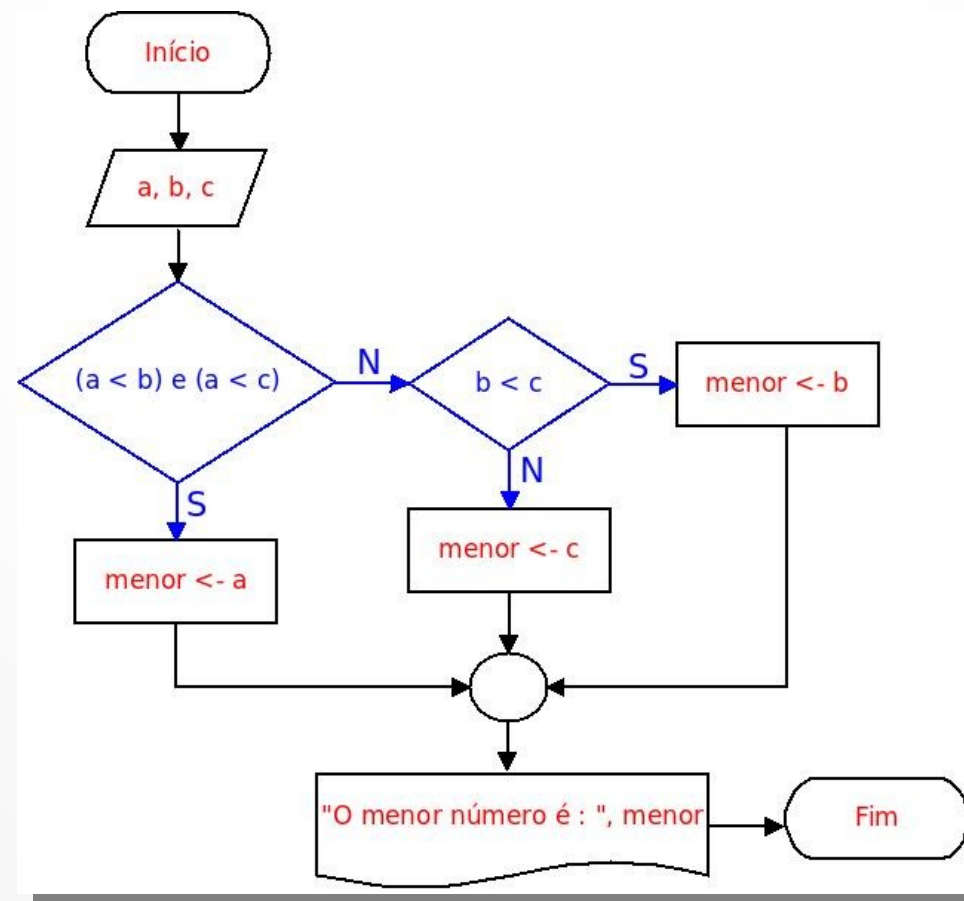 Início
a, b, c
(a < b) e (a < c)
N
b < c
S
menor <- b
N
menor <- c
S
menor <- a
"O menor número é : ", menor
Fim